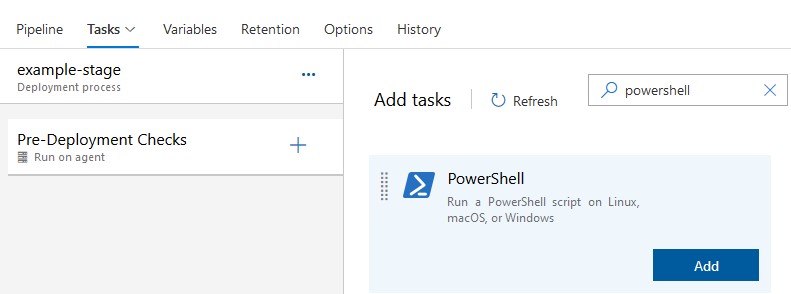 Pipeline Tasks Variables Retention Options History
example-stage
Deployment process
Pre-Deployment Checks
Run on agent
Add tasks
Refresh
powershell
PowerShell
Run a PowerShell script on Linux,
macOS, or Windows
Add